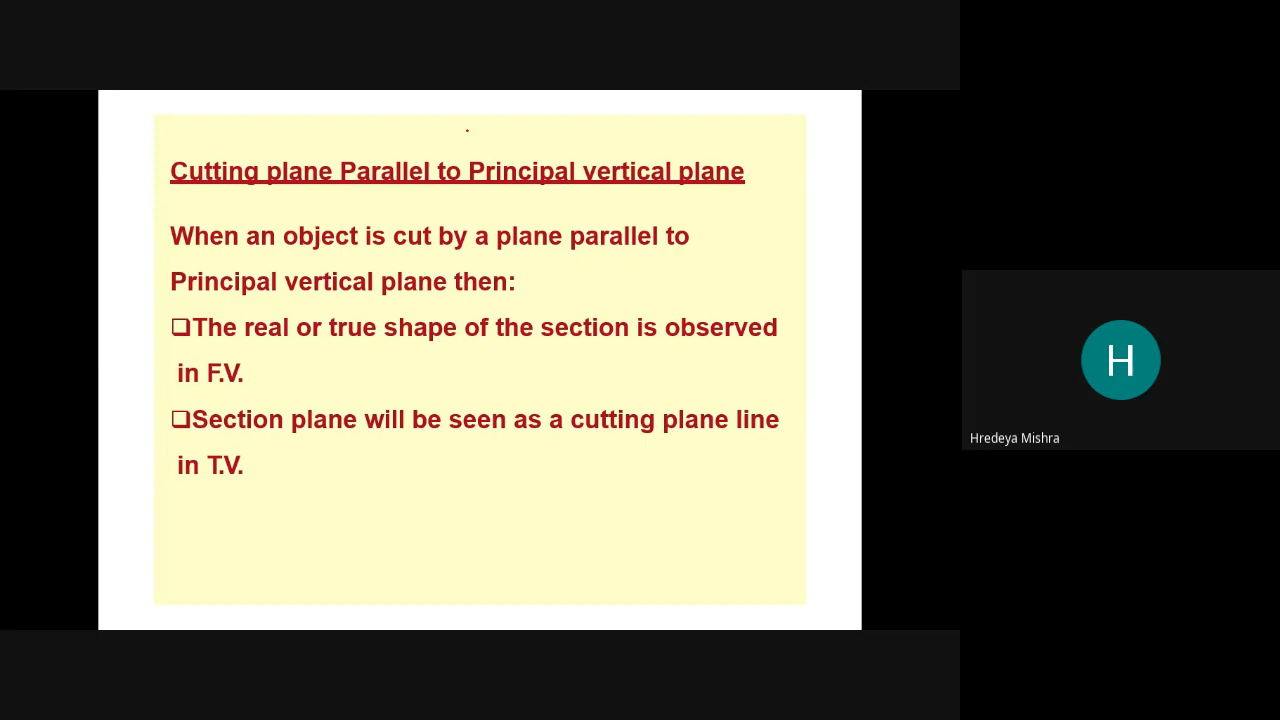 Cutting plane Parallel to Principal vertical plane
When an object is cut by a plane parallel to
Principal vertical plane then:
❑The real or true shape of the section is observed
in F.V.
❑Section plane will be seen as a cutting plane line
in T.V.
H
Hredeya Mishra